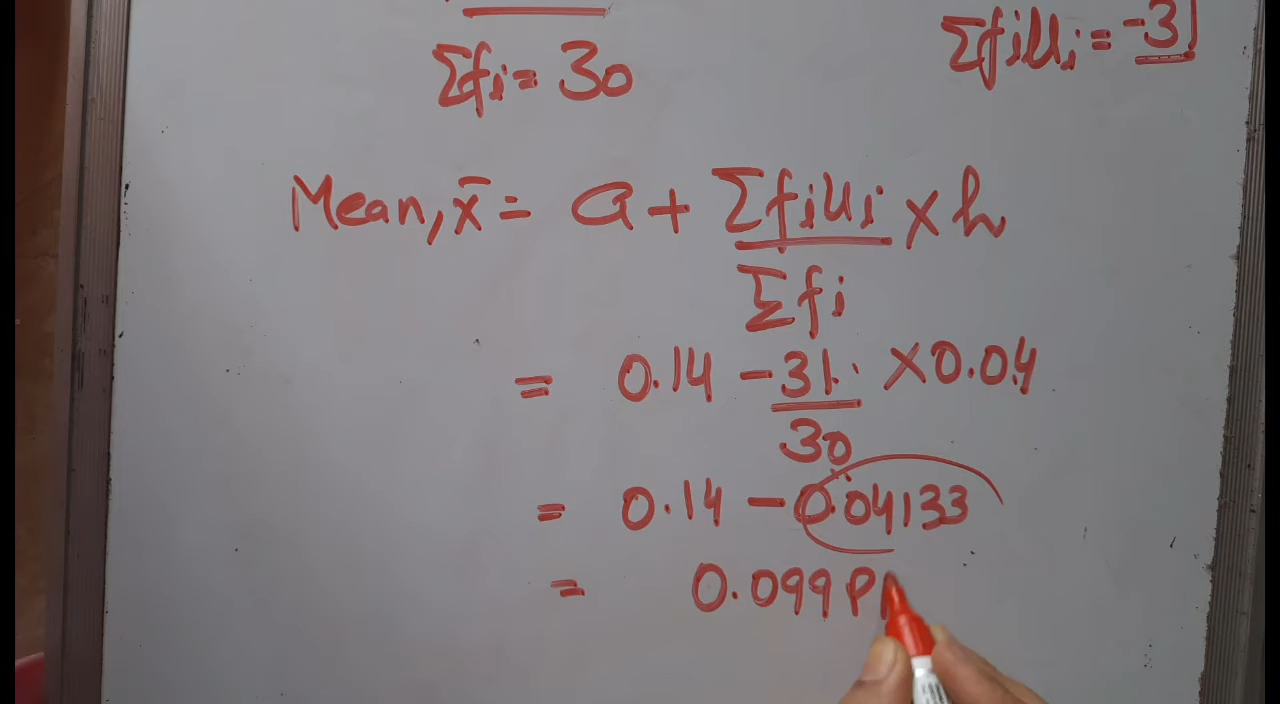 Σfi = 30 Σfiui = -31
Mean, x̄ = a + Σfiui / Σfi × h
= 0.14 - 31 / 30 × 0.04
= 0.14 - 0.04133
= 0.099 P